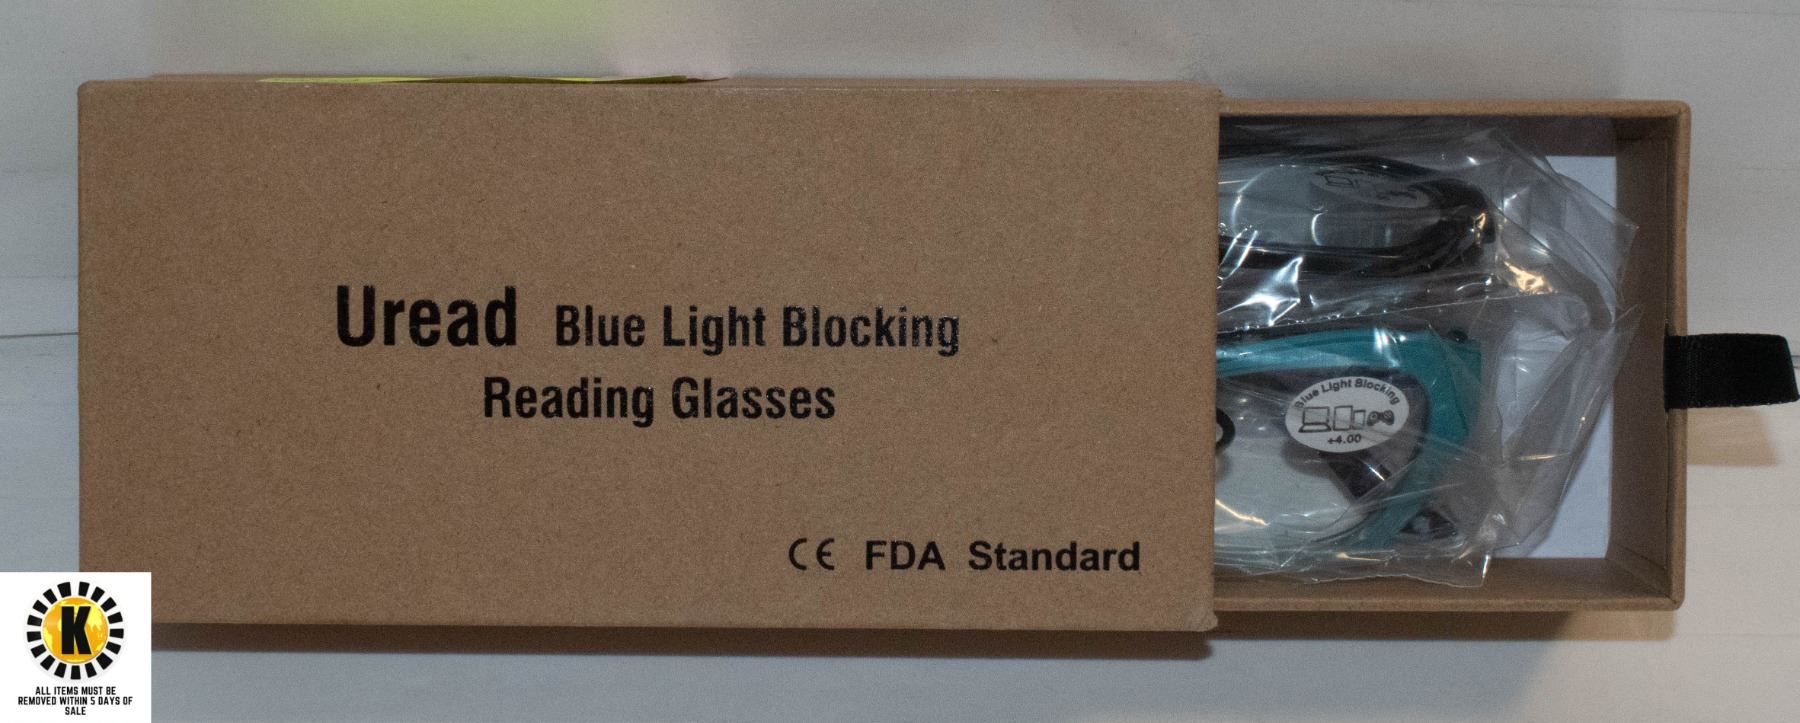 Uread Blue Light Blocking
Reading Glasses
CE FDA Standard
Blue Light Blocking
+4.00
K
ALL ITEMS MUST BE
REMOVED WITHIN 5 DAYS OF
SALE